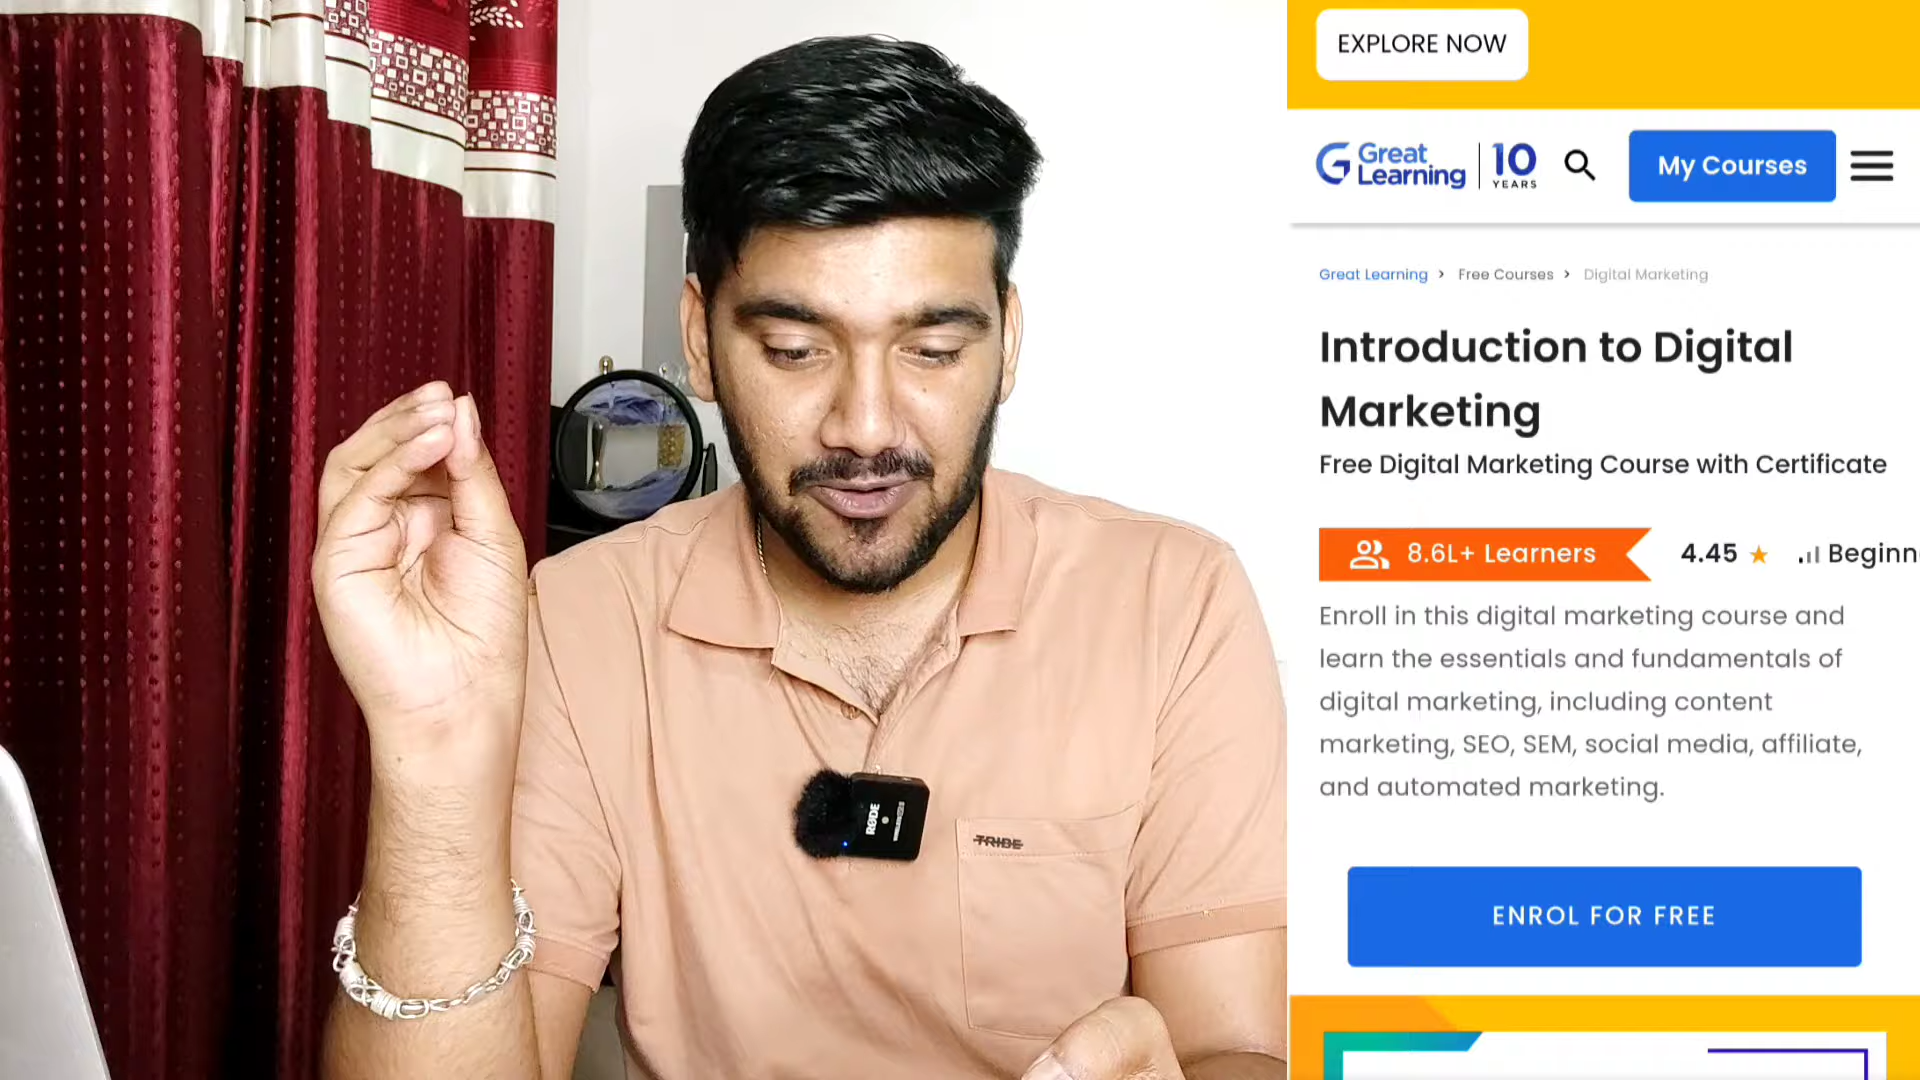 EXPLORE NOW
Great Learning
10 YEARS
My Courses
Great Learning > Free Courses > Digital Marketing
Introduction to Digital
Marketing
Free Digital Marketing Course with Certificate
8.6L+ Learners 4.45 ★ Beginn
Enroll in this digital marketing course and
learn the essentials and fundamentals of
digital marketing, including content
marketing, SEO, SEM, social media, affiliate,
and automated marketing.
ENROL FOR FREE
RØDE
TRIBE